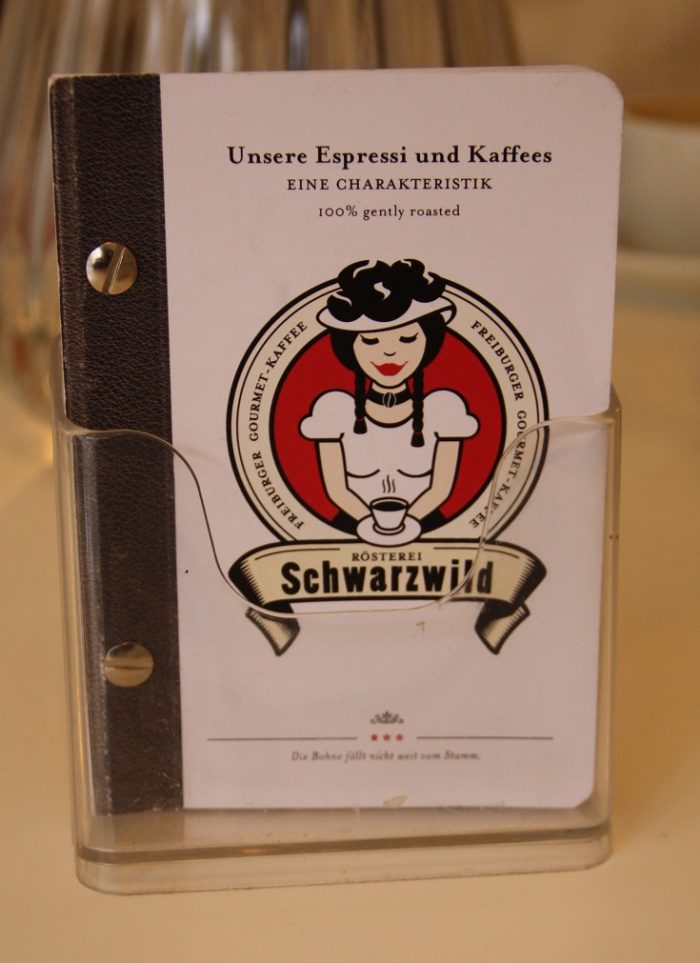 Unsere Espressi und Kaffees
EINE CHARAKTERISTIK
100% gently roasted
FREIBURGER GOURMET-KAFFEE
FREIBURGER GOURMET-KAFFEE
RÖSTEREI
Schwarzwild
Die Bohne fällt nicht weit vom Stamm.